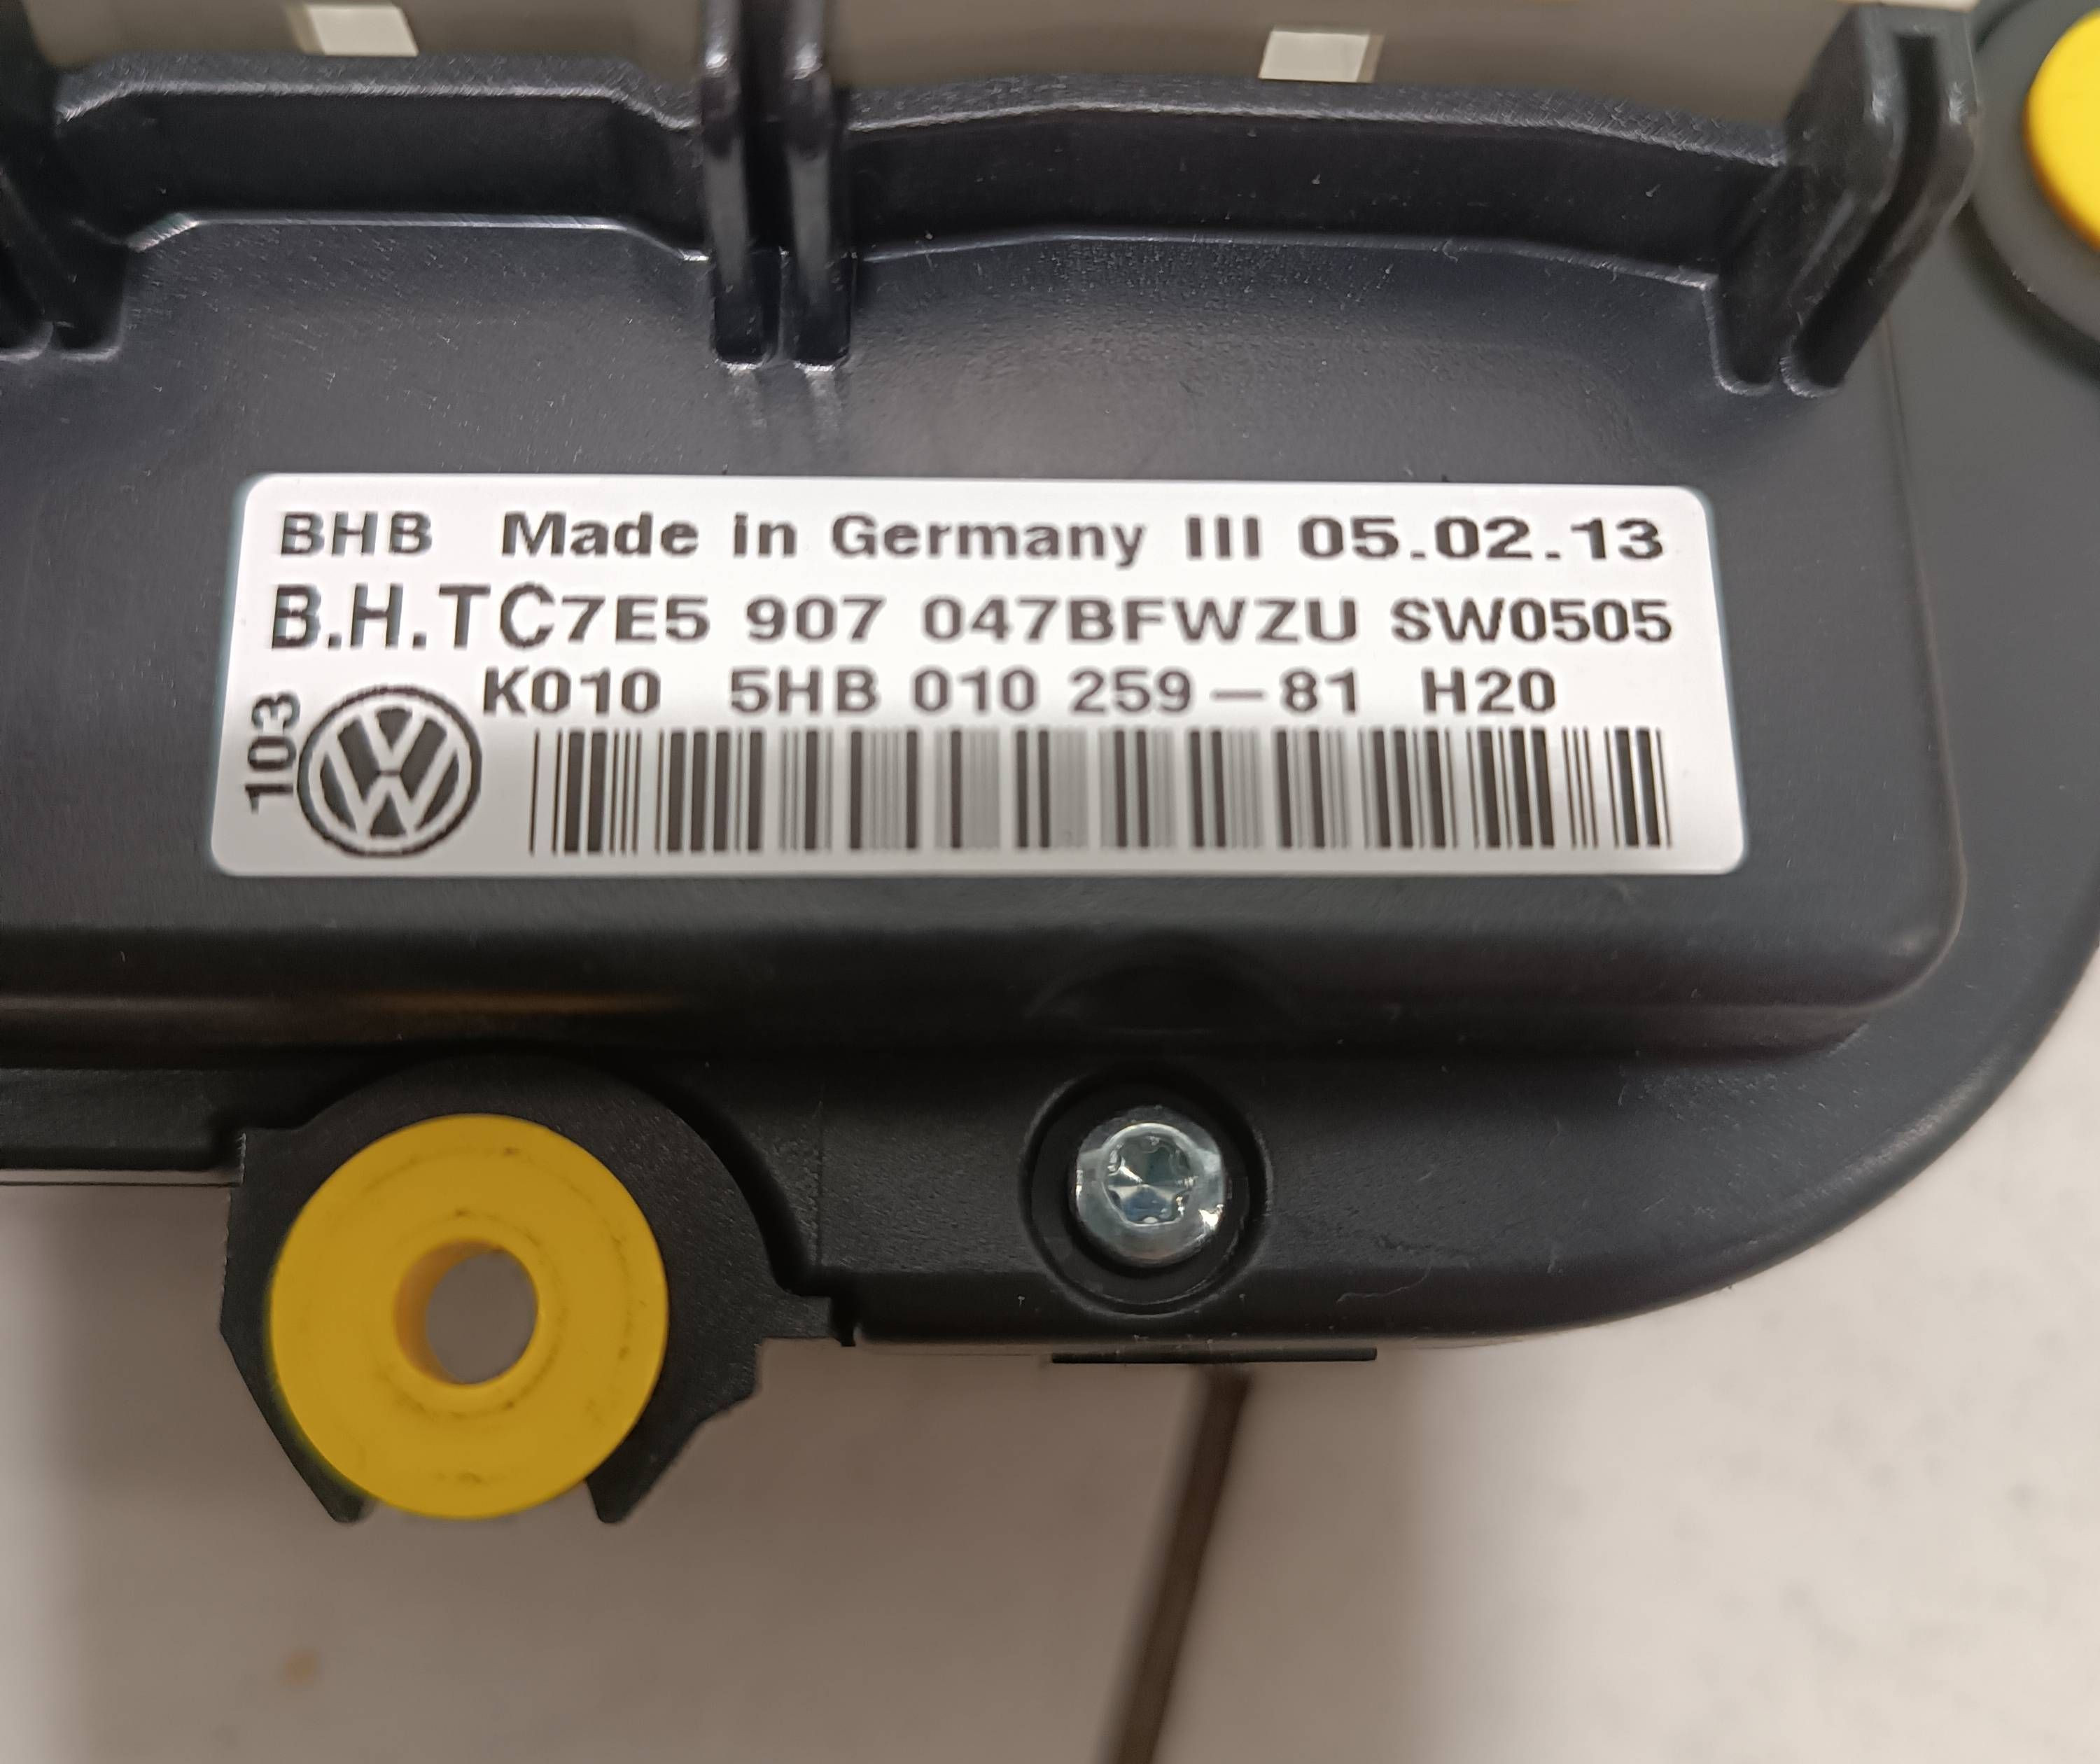 BHB Made in Germany III 05.02.13
B.H.TC7E5 907 047BFWZU SW0505
K010 5HB 010 259-81 H20
103